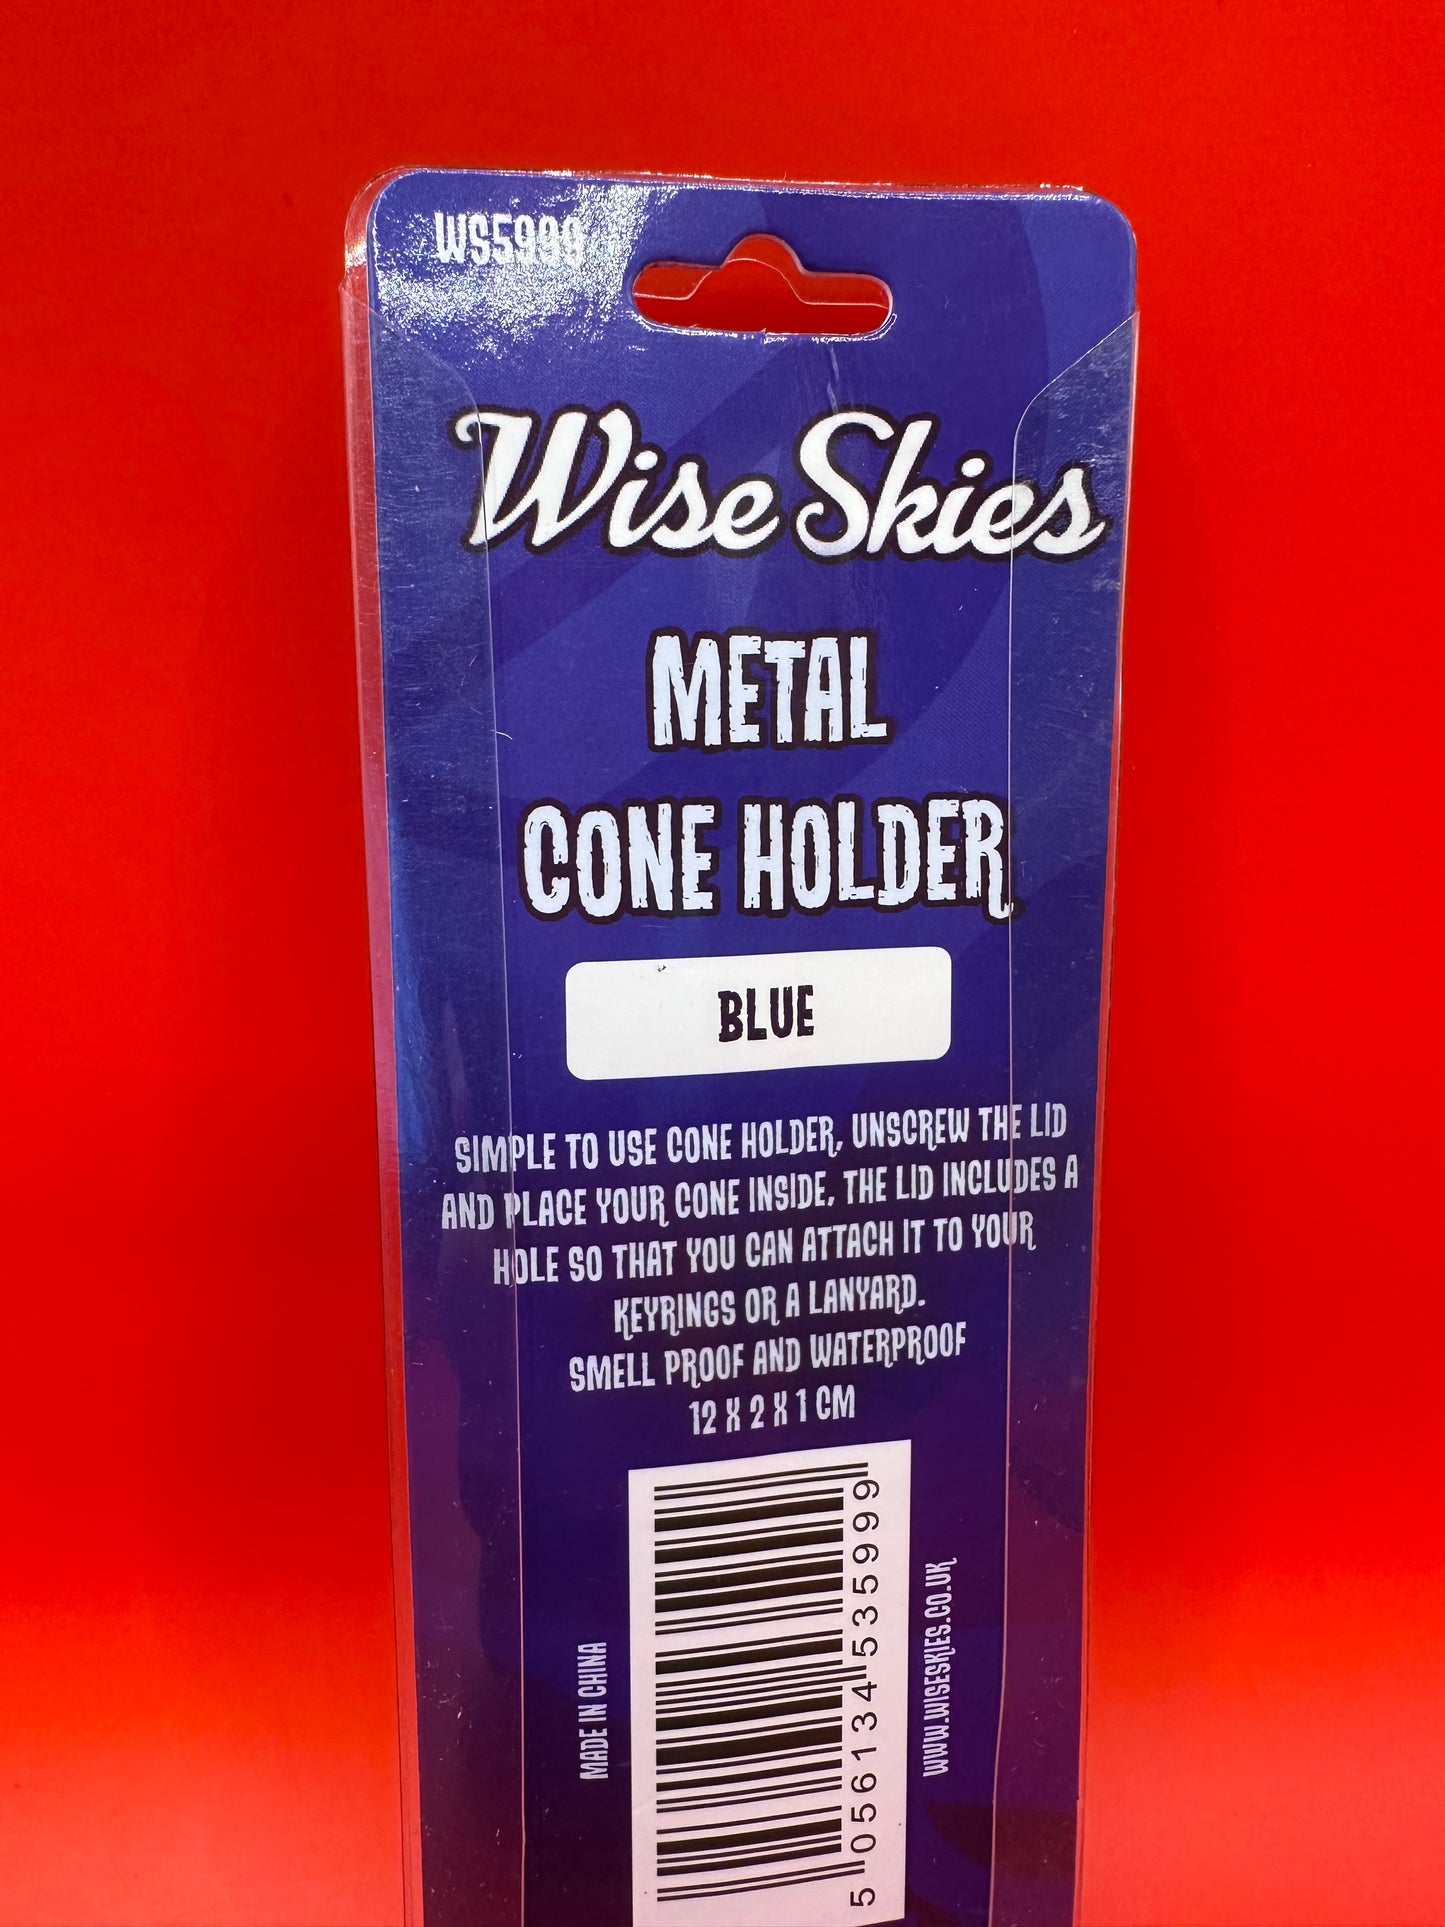 WS5999
Wise Skies
METAL
CONE HOLDER
BLUE
SIMPLE TO USE CONE HOLDER, UNSCREW THE LID
AND PLACE YOUR CONE INSIDE, THE LID INCLUDES A
HOLE SO THAT YOU CAN ATTACH IT TO YOUR
KEYRINGS OR A LANYARD.
SMELL PROOF AND WATERPROOF
12 X 2 X 1 CM
MADE IN CHINA
5 056134 535999
WWW.WISESKIES.CO.UK